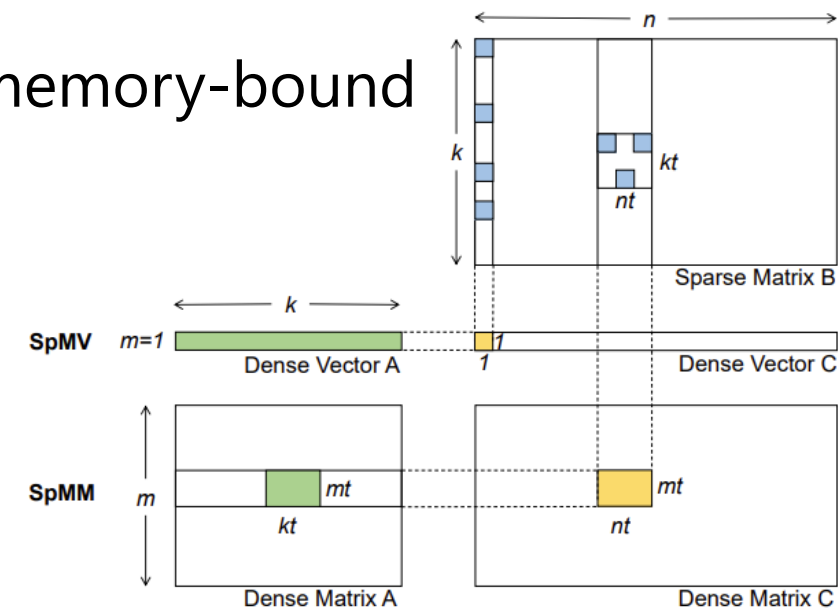 memory-bound
n
k
kt
nt
Sparse Matrix B
k
SpMV
m=1
1
Dense Vector A
1
Dense Vector C
SpMM
m
mt
mt
kt
nt
Dense Matrix A
Dense Matrix C